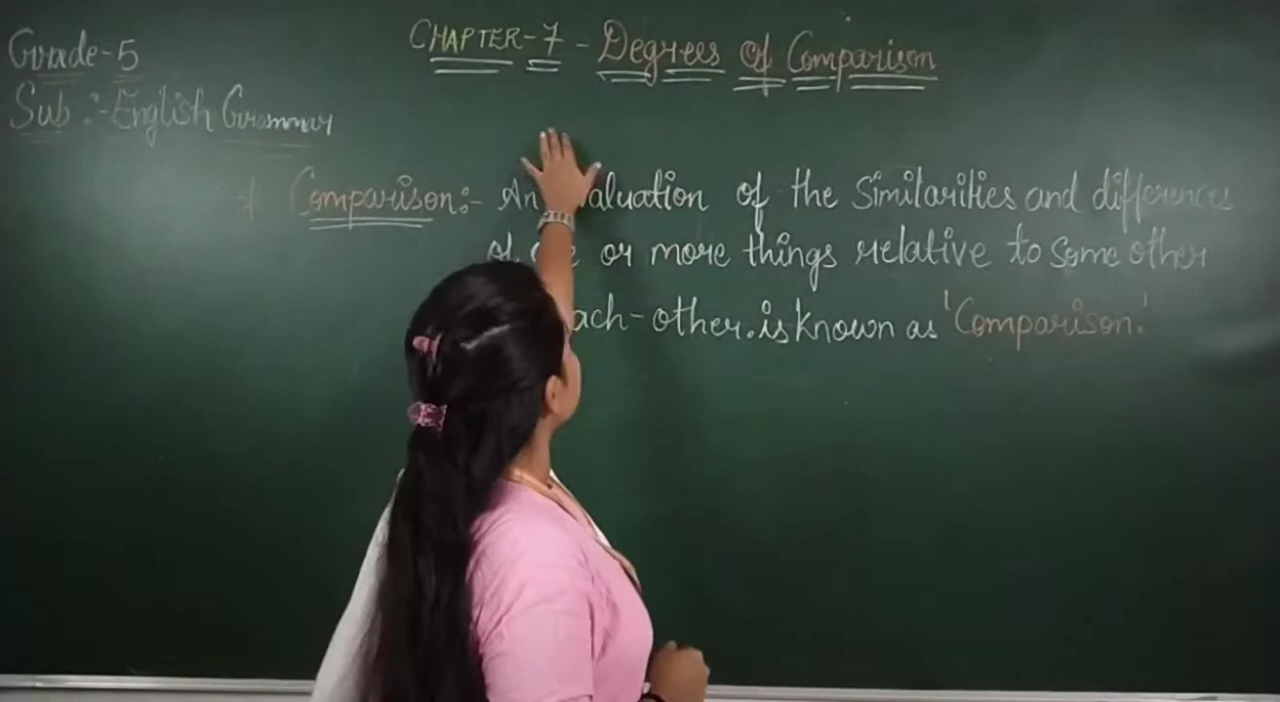 Grade-5
CHAPTER-7 - Degrees of Comparison
Sub :- English Grammar
Comparison:- An valuation of the Similarities and differences
of or more things relative to some other
ach-other.is known as 'Comparison.'